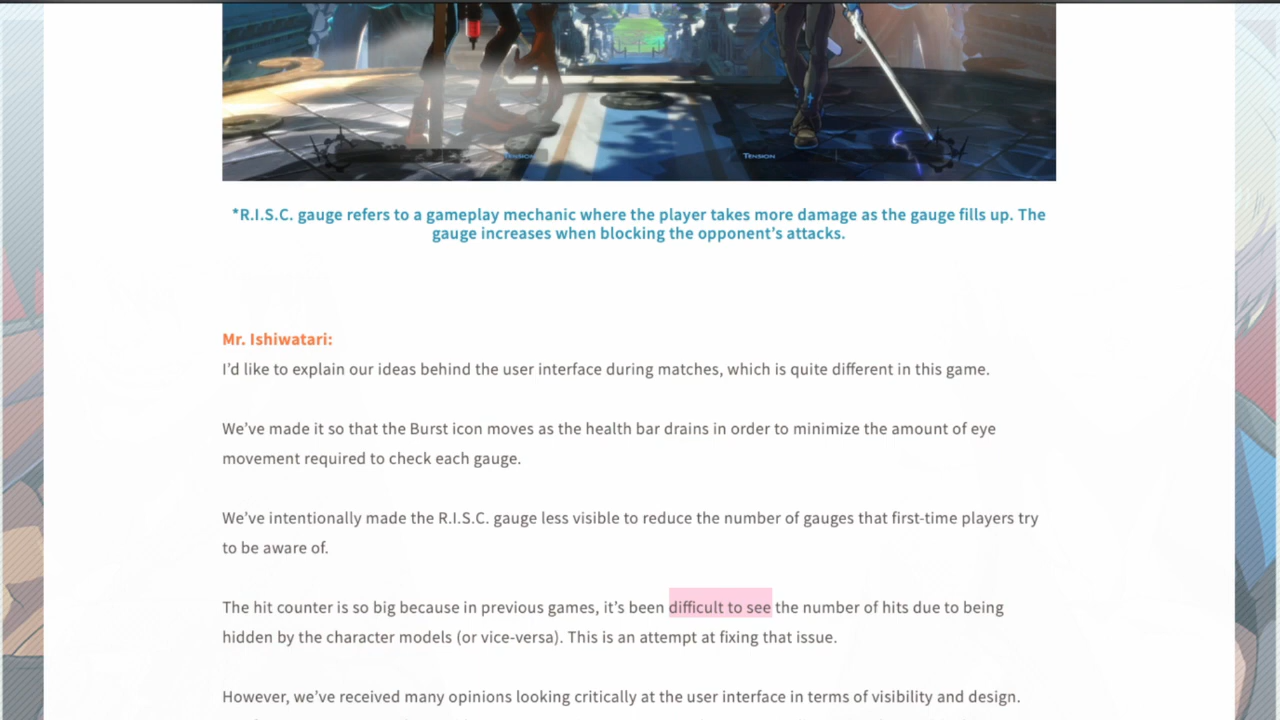 TENSION TENSION
*R.I.S.C. gauge refers to a gameplay mechanic where the player takes more damage as the gauge fills up. The
gauge increases when blocking the opponent’s attacks.
Mr. Ishiwatari:
I’d like to explain our ideas behind the user interface during matches, which is quite different in this game.
We’ve made it so that the Burst icon moves as the health bar drains in order to minimize the amount of eye
movement required to check each gauge.
We’ve intentionally made the R.I.S.C. gauge less visible to reduce the number of gauges that first-time players try
to be aware of.
The hit counter is so big because in previous games, it’s been difficult to see the number of hits due to being
hidden by the character models (or vice-versa). This is an attempt at fixing that issue.
However, we’ve received many opinions looking critically at the user interface in terms of visibility and design.